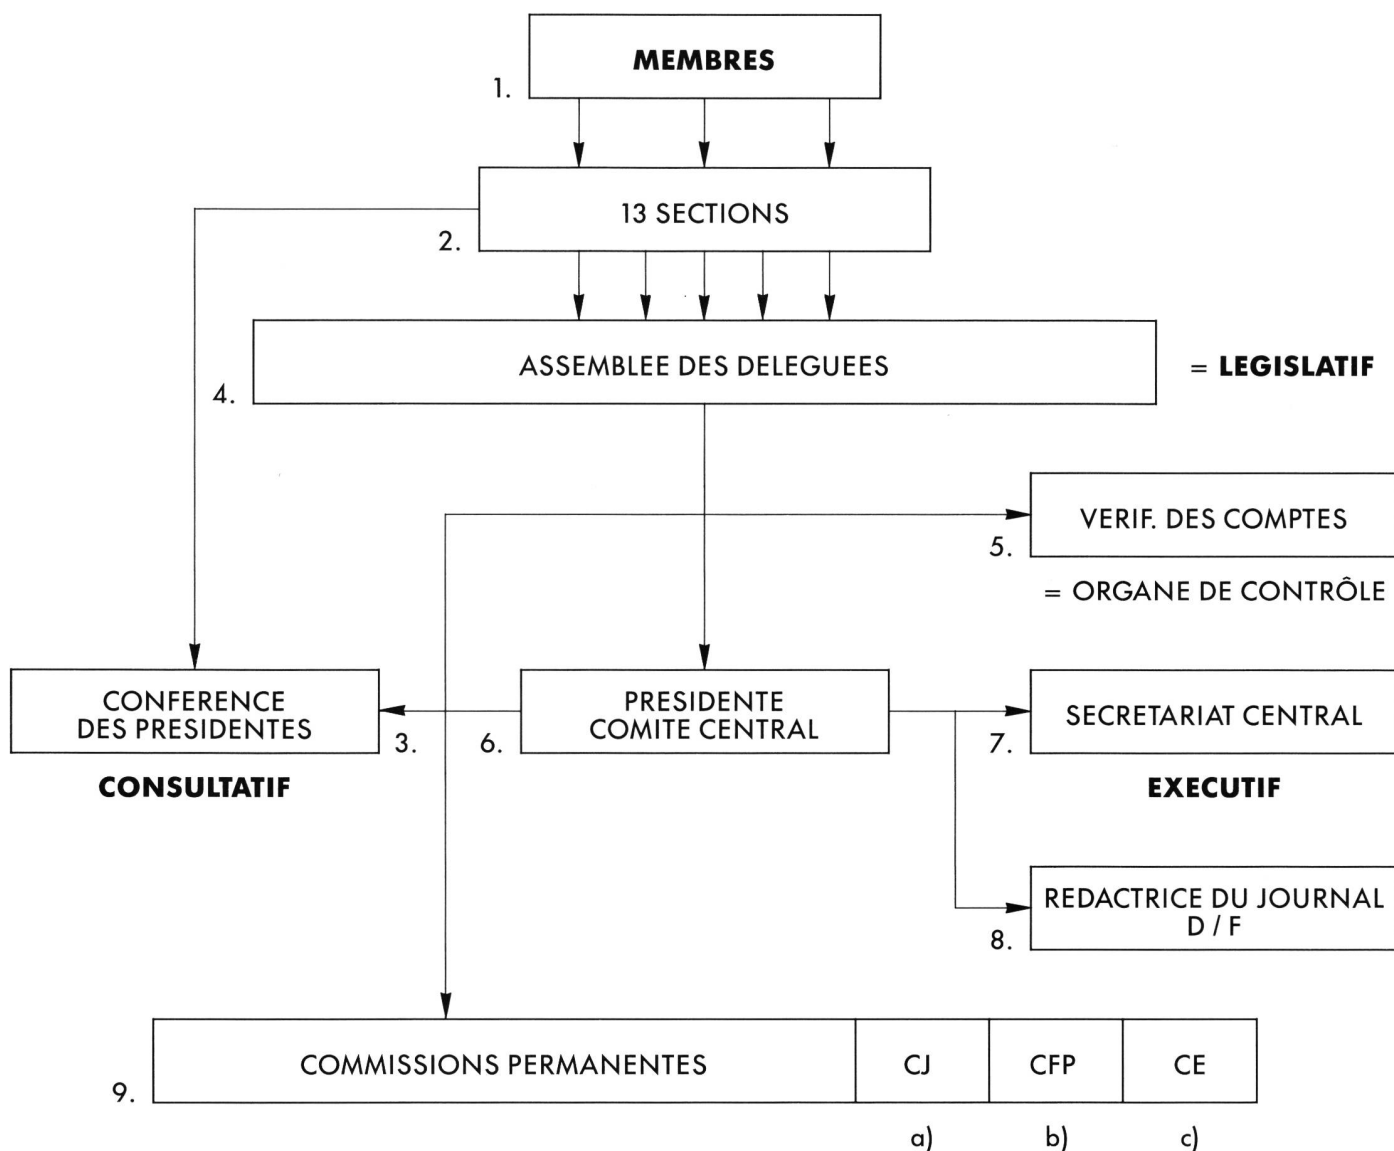 MEMBRES
1.
13 SECTIONS
2.
ASSEMBLEE DES DELEGUEES
= LÉGISLATIF
4.
VERIF. DES COMPTES
5.
= ORGANE DE CONTRÔLE
CONFERENCE
DES PRESIDENTES
3.
6.
PRESIDENTE
COMITE CENTRAL
SECRETARIAT CENTRAL
7.
CONSULTATIF
EXECUTIF
REDACTRICE DU JOURNAL
D / F
8.
COMMISSIONS PERMANENTES
CJ
CFP
CE
9.
a)
b)
c)